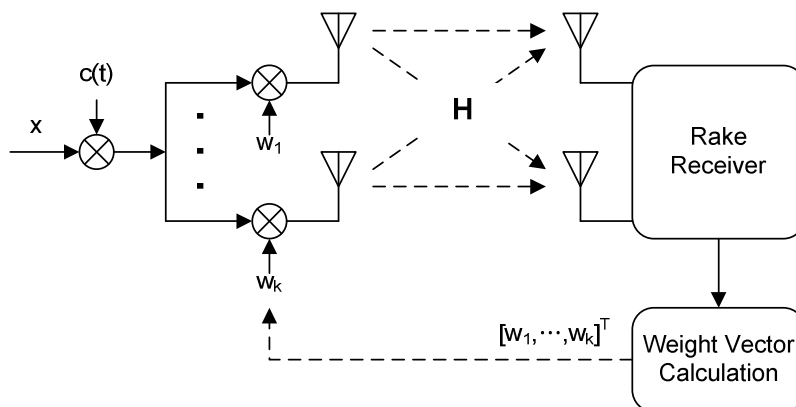 c(t)
x
w₁
H
Rake
Receiver
wₖ
[w₁,⋯,wₖ]ᵀ
Weight Vector
Calculation